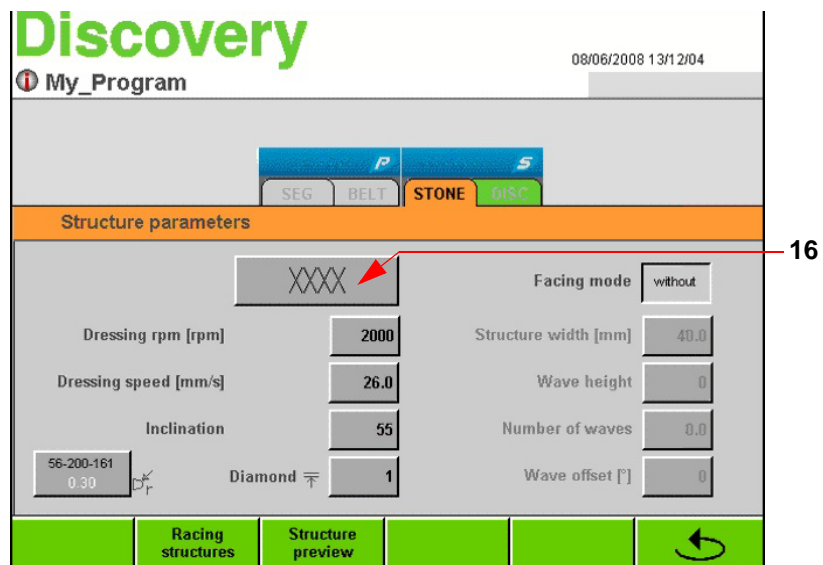 Discovery
08/06/2008 13/12/04
My_Program
P S
SEG BELT STONE DISC
Structure parameters
16
XXXX Facing mode without
Dressing rpm [rpm] 2000 Structure width [mm] 40.0
Dressing speed [mm/s] 26.0 Wave height 0
Inclination 55 Number of waves 0.0
56-200-161
0.30 r Diamond 1 Wave offset [°] 0
Racing structures Structure preview